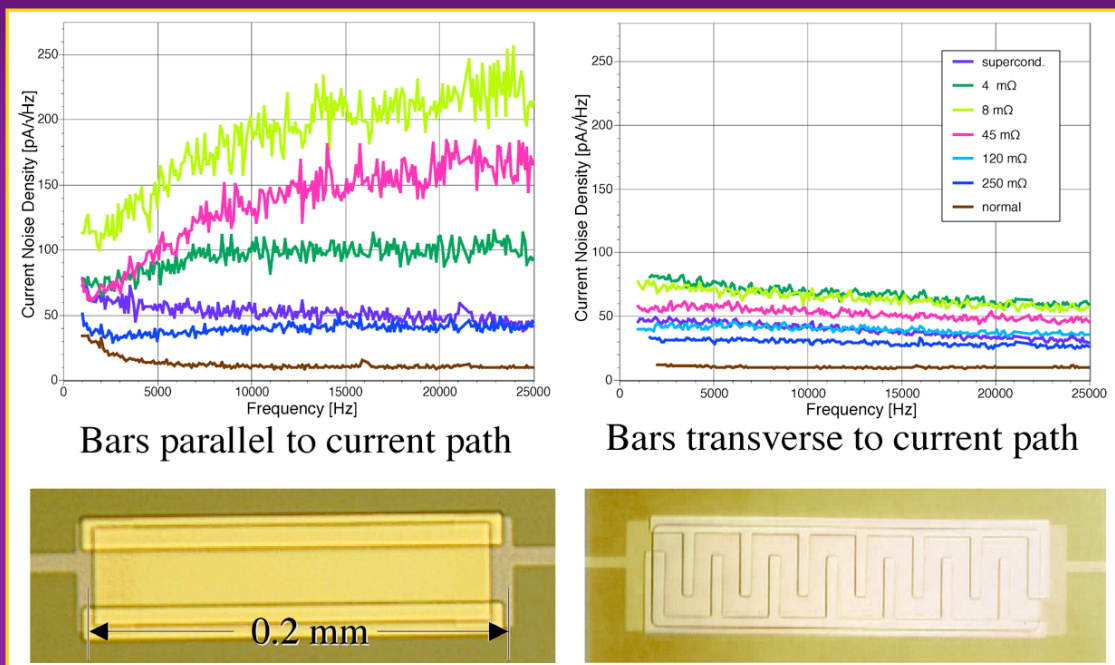 250
200
150
100
50
0
Current Noise Density [pA/√Hz]
0 5000 10000 15000 20000 25000
Frequency [Hz]
Bars parallel to current path
250
200
150
100
50
0
Current Noise Density [pA/√Hz]
supercond.
4 mΩ
8 mΩ
45 mΩ
120 mΩ
250 mΩ
normal
0 5000 10000 15000 20000 25000
Frequency [Hz]
Bars transverse to current path
0.2 mm